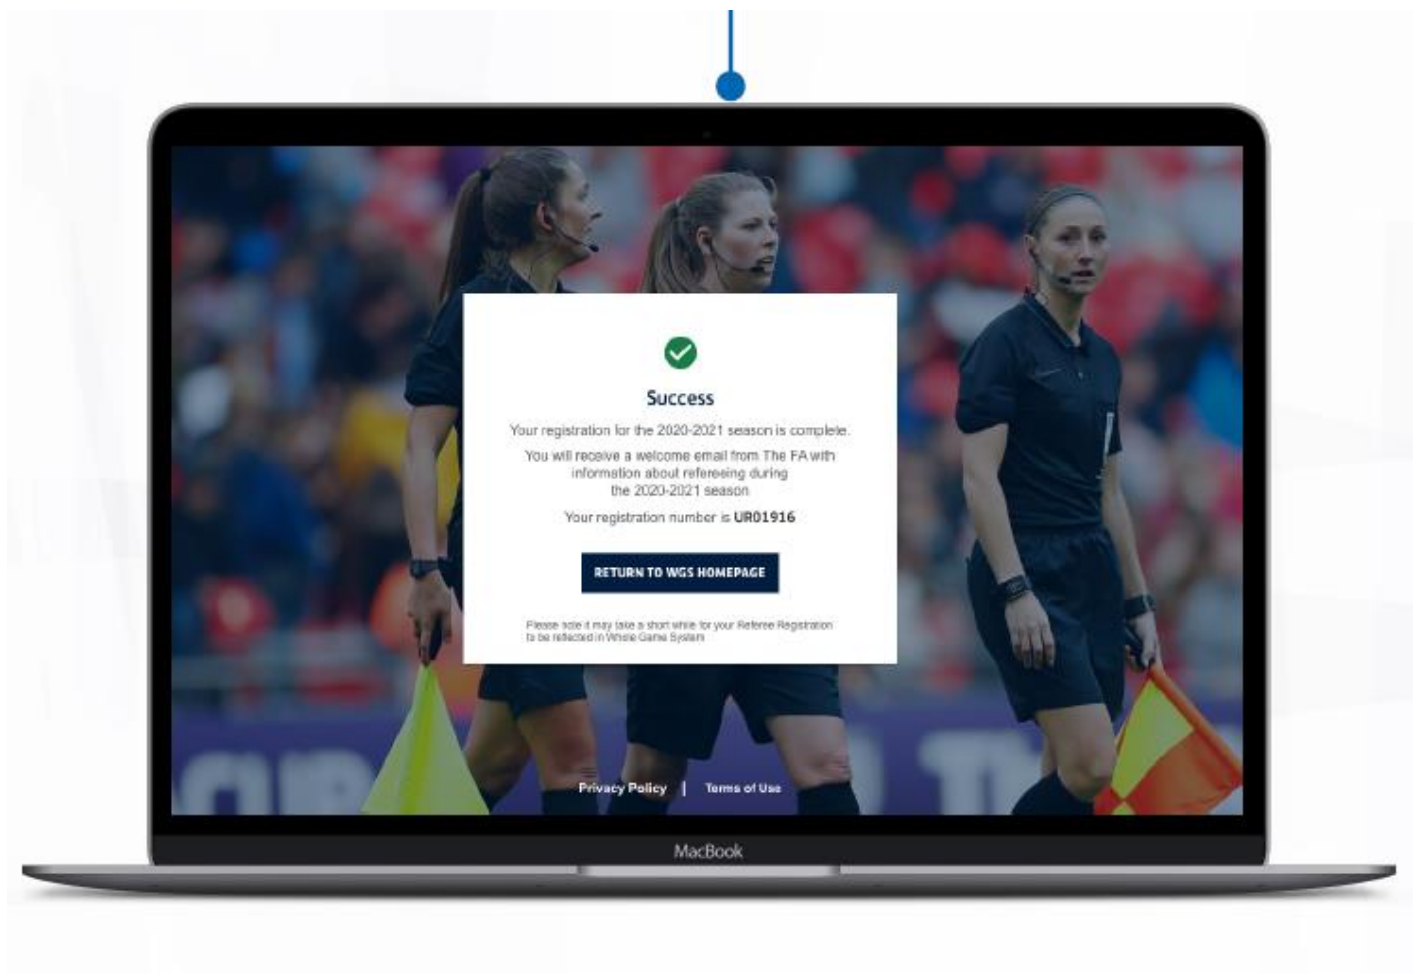 Success
Your registration for the 2020-2021 season is complete.
You will receive a welcome email from The FA with
information about refereeing during
the 2020-2021 season
Your registration number is UR01916
RETURN TO WGS HOMEPAGE
Please note it may take a short while for your Referee Registration
to be reflected in Whole Game System
CUP
Privacy Policy | Terms of Use
MacBook